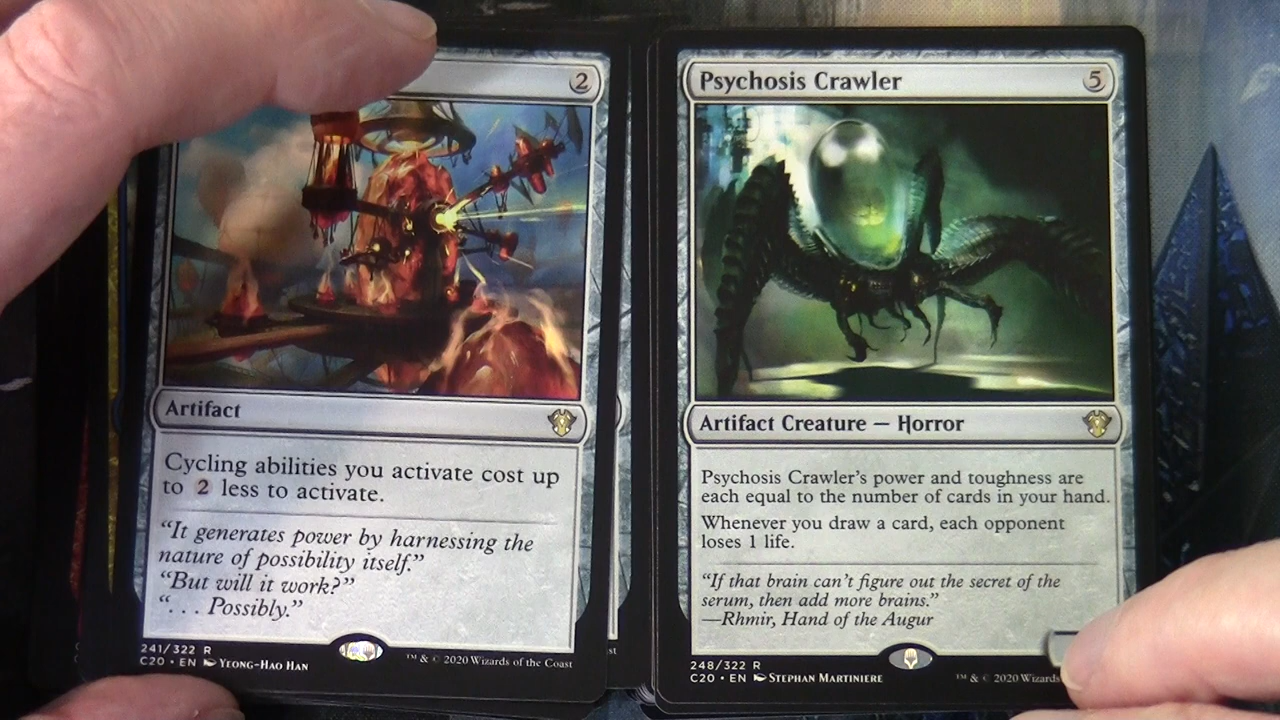 2
Artifact
Cycling abilities you activate cost up
to 2 less to activate.
“It generates power by harnessing the
nature of possibility itself.”
“But will it work?”
“. . . Possibly.”
241/322 R
C20 • EN Yeong-Hao Han
™ & © 2020 Wizards of the Coast
Psychosis Crawler 5
Artifact Creature — Horror
Psychosis Crawler’s power and toughness are
each equal to the number of cards in your hand.
Whenever you draw a card, each opponent
loses 1 life.
“If that brain can’t figure out the secret of the
serum, then add more brains.”
—Rhmir, Hand of the Augur
248/322 R
C20 • EN Stephan Martiniere
™ & © 2020 Wizards